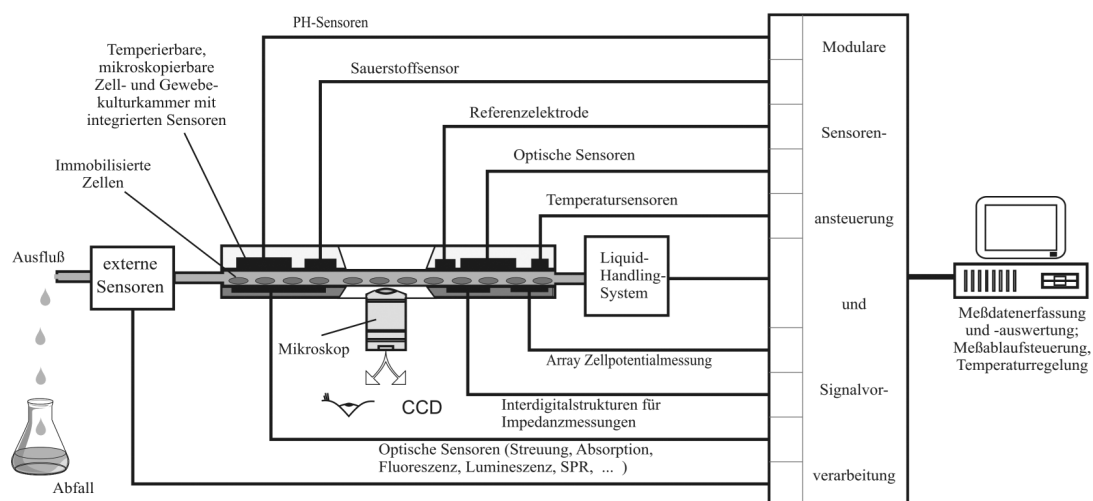 PH-Sensoren
Temperierbare,
mikroskopierbare
Zell- und Gewebe-
kulturkammer mit
integrierten Sensoren
Sauerstoffsensor
Referenzelektrode
Immobilisierte
Zellen
Optische Sensoren
Temperatursensoren
Ausfluß
externe
Sensoren
Liquid-
Handling-
System
Mikroskop
Array Zellpotentialmessung
CCD
Interdigitalstrukturen für
Impedanzmessungen
Optische Sensoren (Streuung, Absorption,
Fluoreszenz, Lumineszenz, SPR, ... )
Abfall
Modulare
Sensoren-
ansteuerung
und
Signalvor-
verarbeitung
Meßdatenerfassung
und -auswertung;
Meßablaufsteuerung,
Temperaturregelung